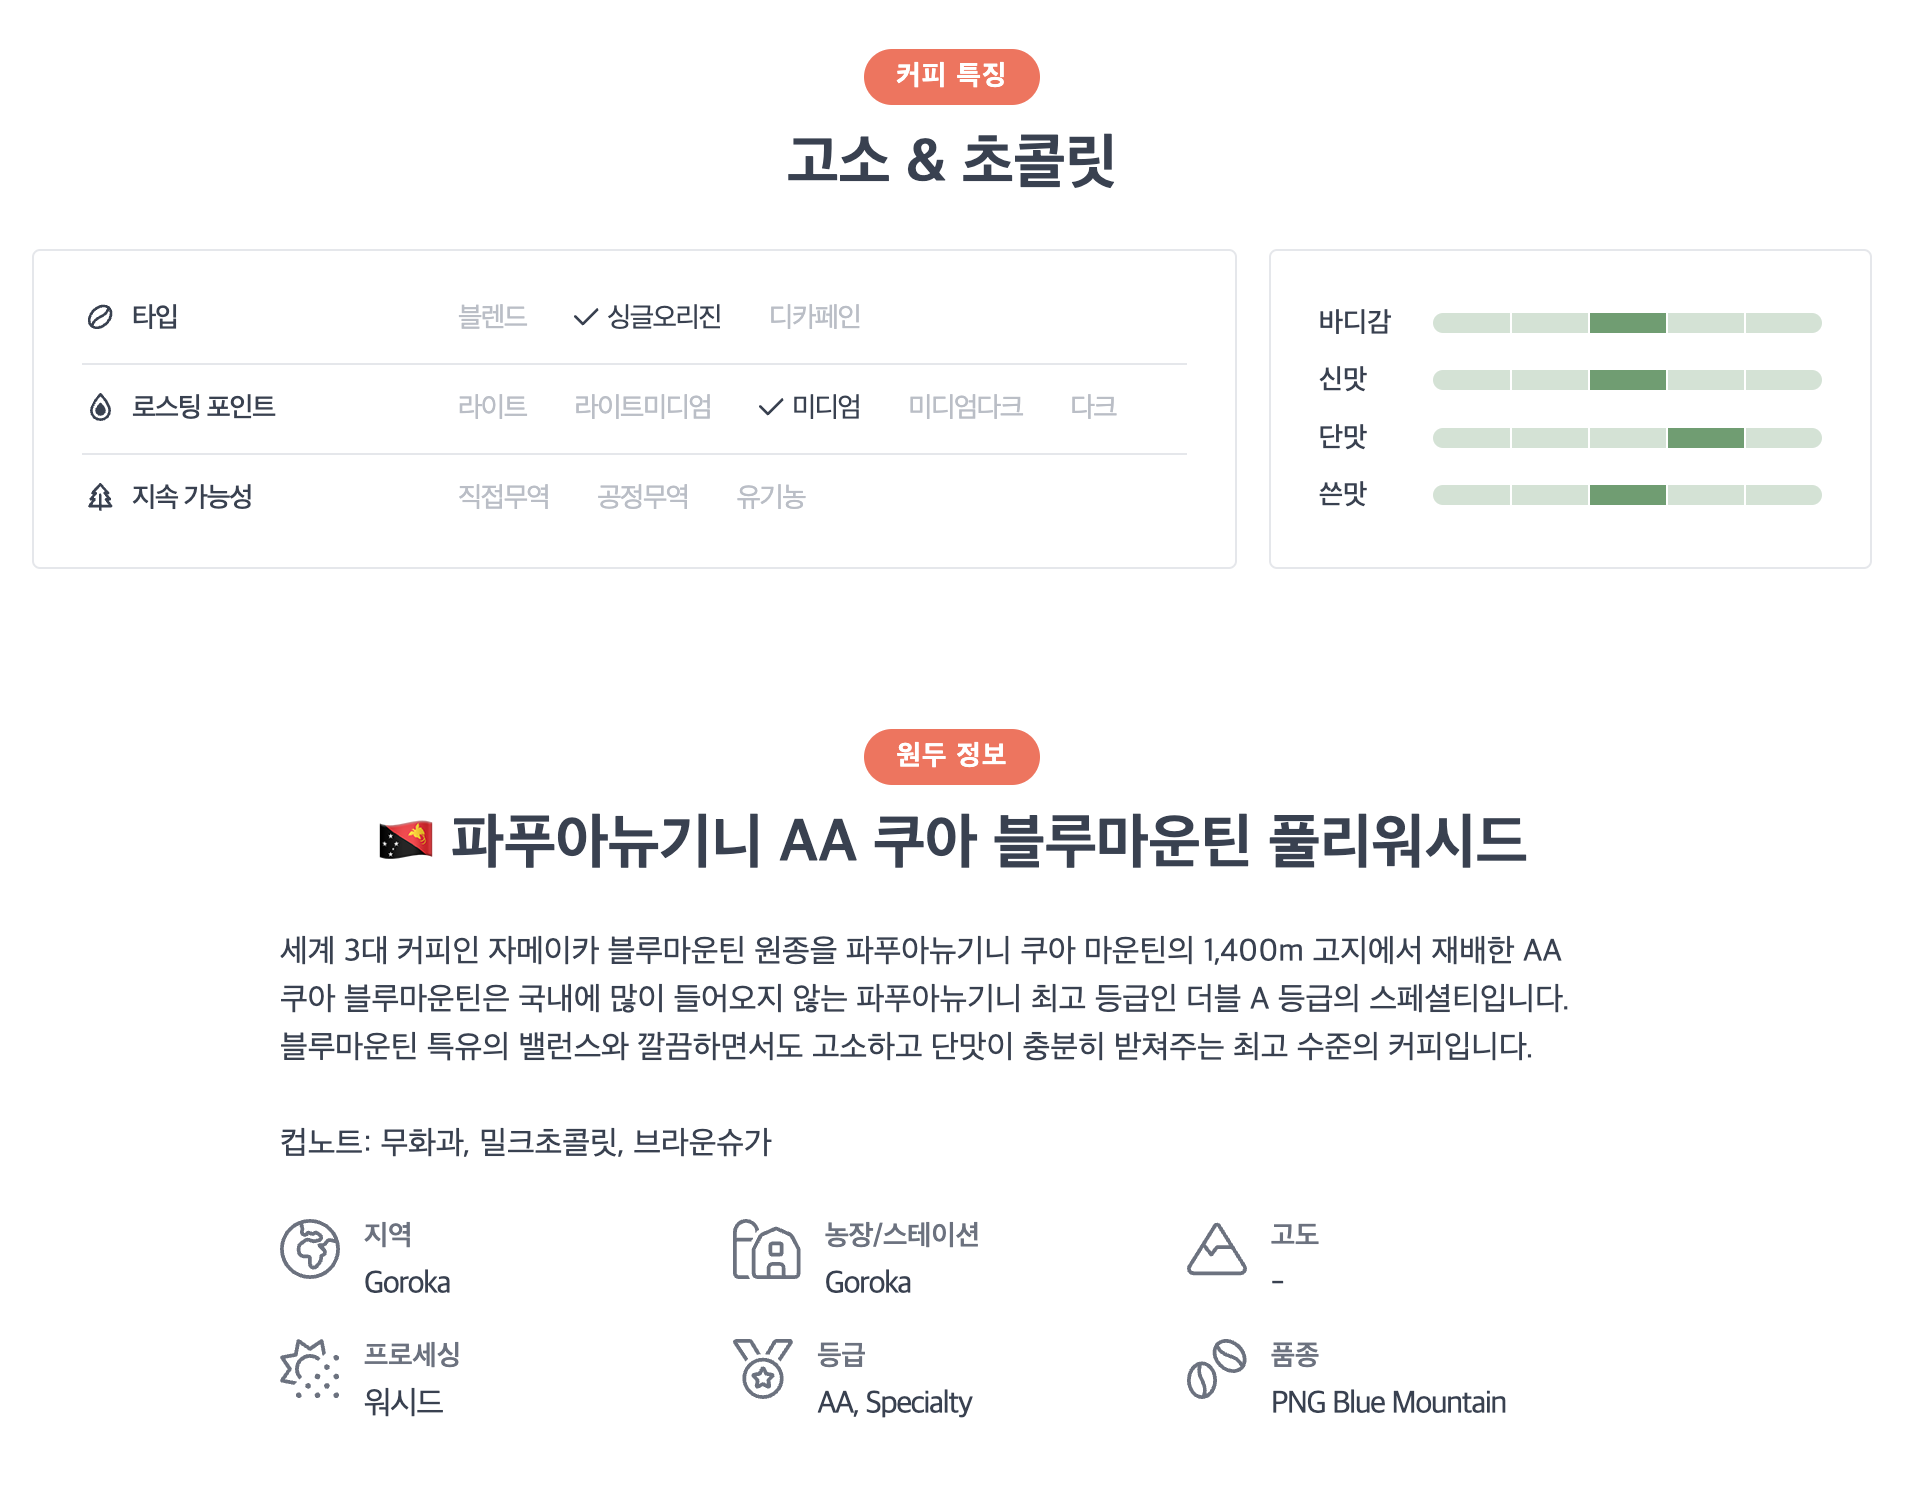 커피 특징
고소 & 초콜릿
타입 블렌드 싱글오리진 디카페인
로스팅 포인트 라이트 라이트미디엄 미디엄 미디엄다크 다크
지속 가능성 직접무역 공정무역 유기농
바디감
신맛
단맛
쓴맛
원두 정보
파푸아뉴기니 AA 쿠아 블루마운틴 풀리워시드
세계 3대 커피인 자메이카 블루마운틴 원종을 파푸아뉴기니 쿠아 마운틴의 1,400m 고지에서 재배한 AA
쿠아 블루마운틴은 국내에 많이 들어오지 않는 파푸아뉴기니 최고 등급인 더블 A 등급의 스페셜티입니다.
블루마운틴 특유의 밸런스와 깔끔하면서도 고소하고 단맛이 충분히 받쳐주는 최고 수준의 커피입니다.
컵노트: 무화과, 밀크초콜릿, 브라운슈가
지역
Goroka
농장/스테이션
Goroka
고도
-
프로세싱
워시드
등급
AA, Specialty
품종
PNG Blue Mountain